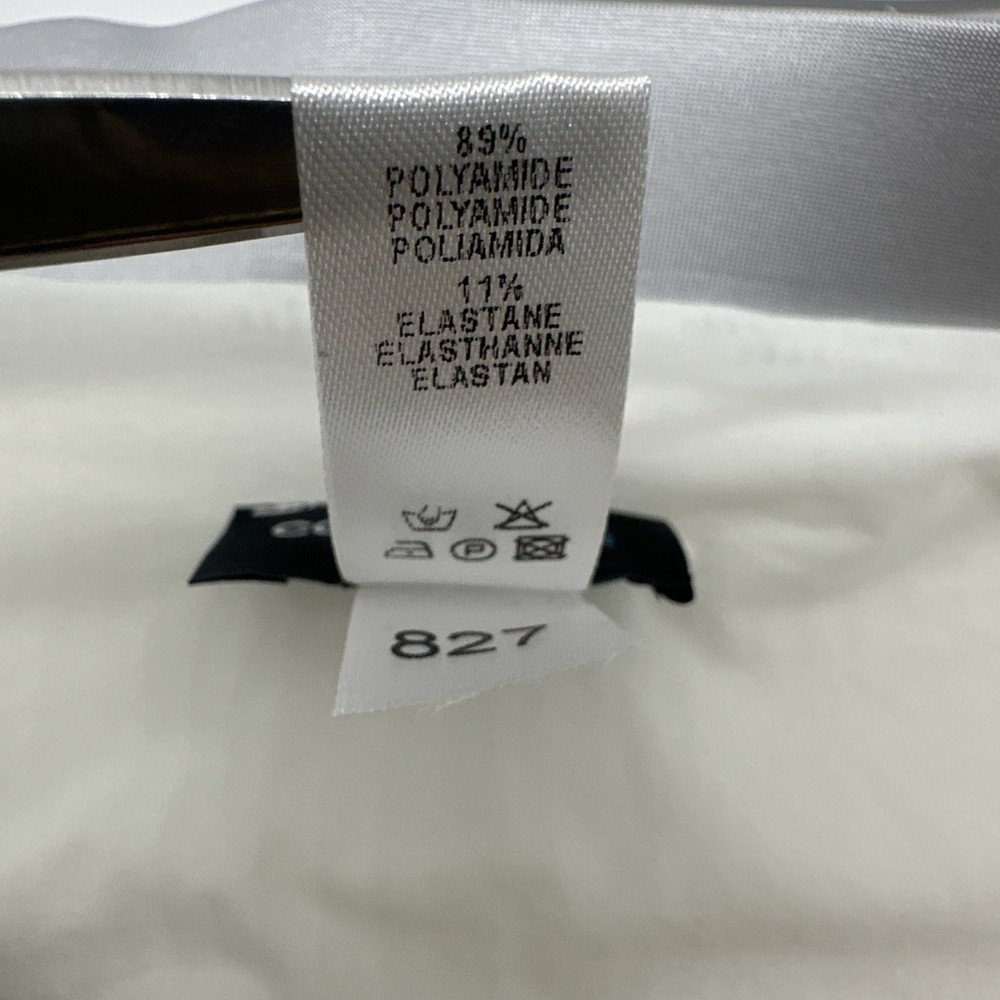 89%
POLYAMIDE
POLYAMIDE
POLIAMIDA
11%
ELASTANE
ELASTHANNE
ELASTAN
P
827